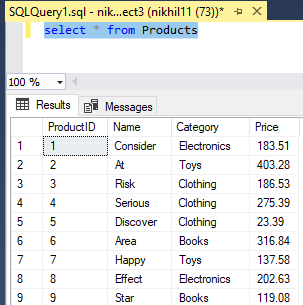 SQLQuery1.sql - nik...ect3 (nikhil11 (73))*
select * from Products
100 %
Results Messages
ProductID Name Category Price
1 1 Consider Electronics 183.51
2 2 At Toys 403.28
3 3 Risk Clothing 186.53
4 4 Serious Clothing 275.39
5 5 Discover Clothing 23.39
6 6 Area Books 316.84
7 7 Happy Toys 137.58
8 8 Effect Electronics 202.63
9 9 Star Books 119.08